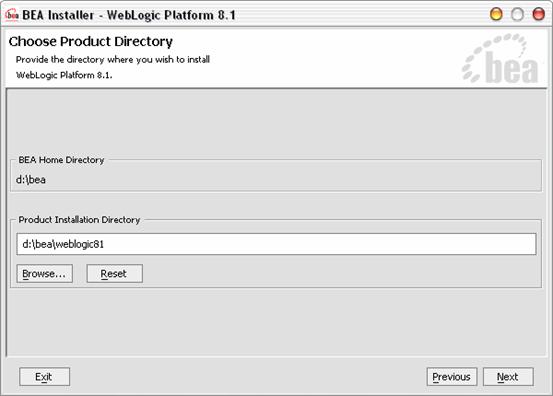 bea BEA Installer - WebLogic Platform 8.1
Choose Product Directory
Provide the directory where you wish to install
WebLogic Platform 8.1.
bea
BEA Home Directory
d:\bea
Product Installation Directory
d:\bea\weblogic81
Browse... Reset
Exit Previous Next